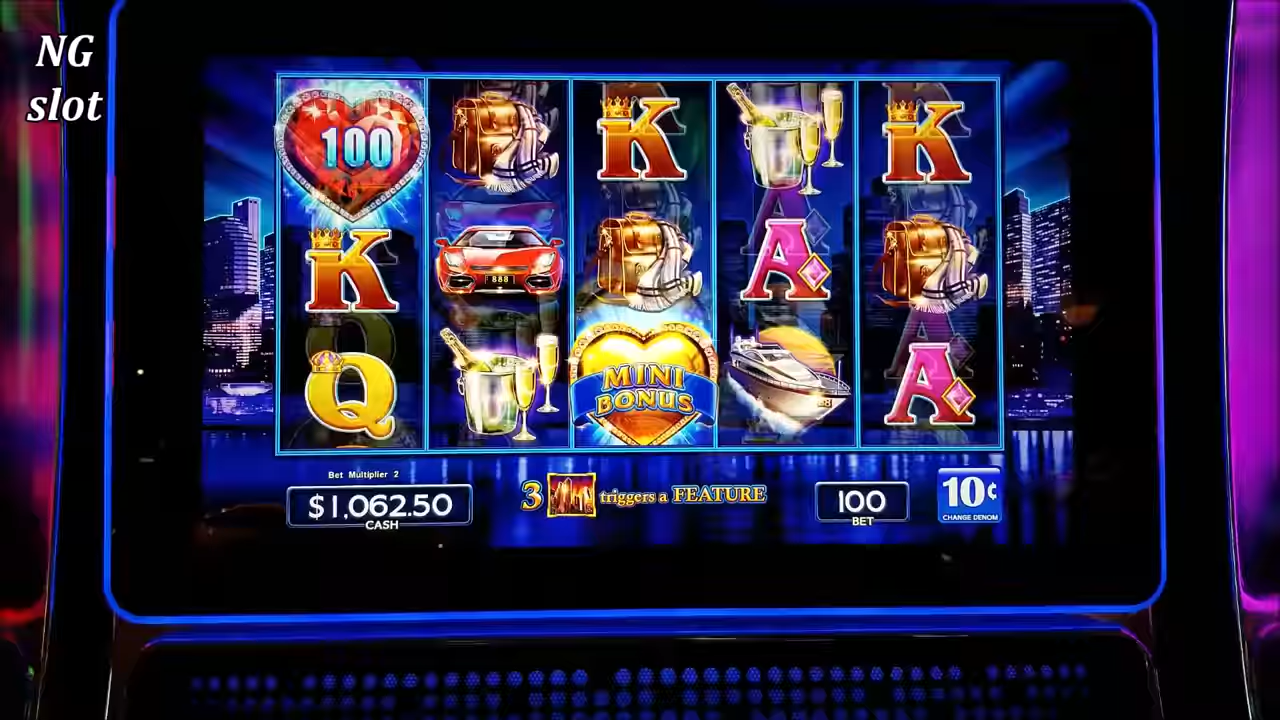 NG
slot
100
K
K
888
K
A
Q
MINI
BONUS
88
A
Bet Multiplier 2
$1,062.50
CASH
3 triggers a FEATURE
100
BET
10¢
CHANGE DENOM